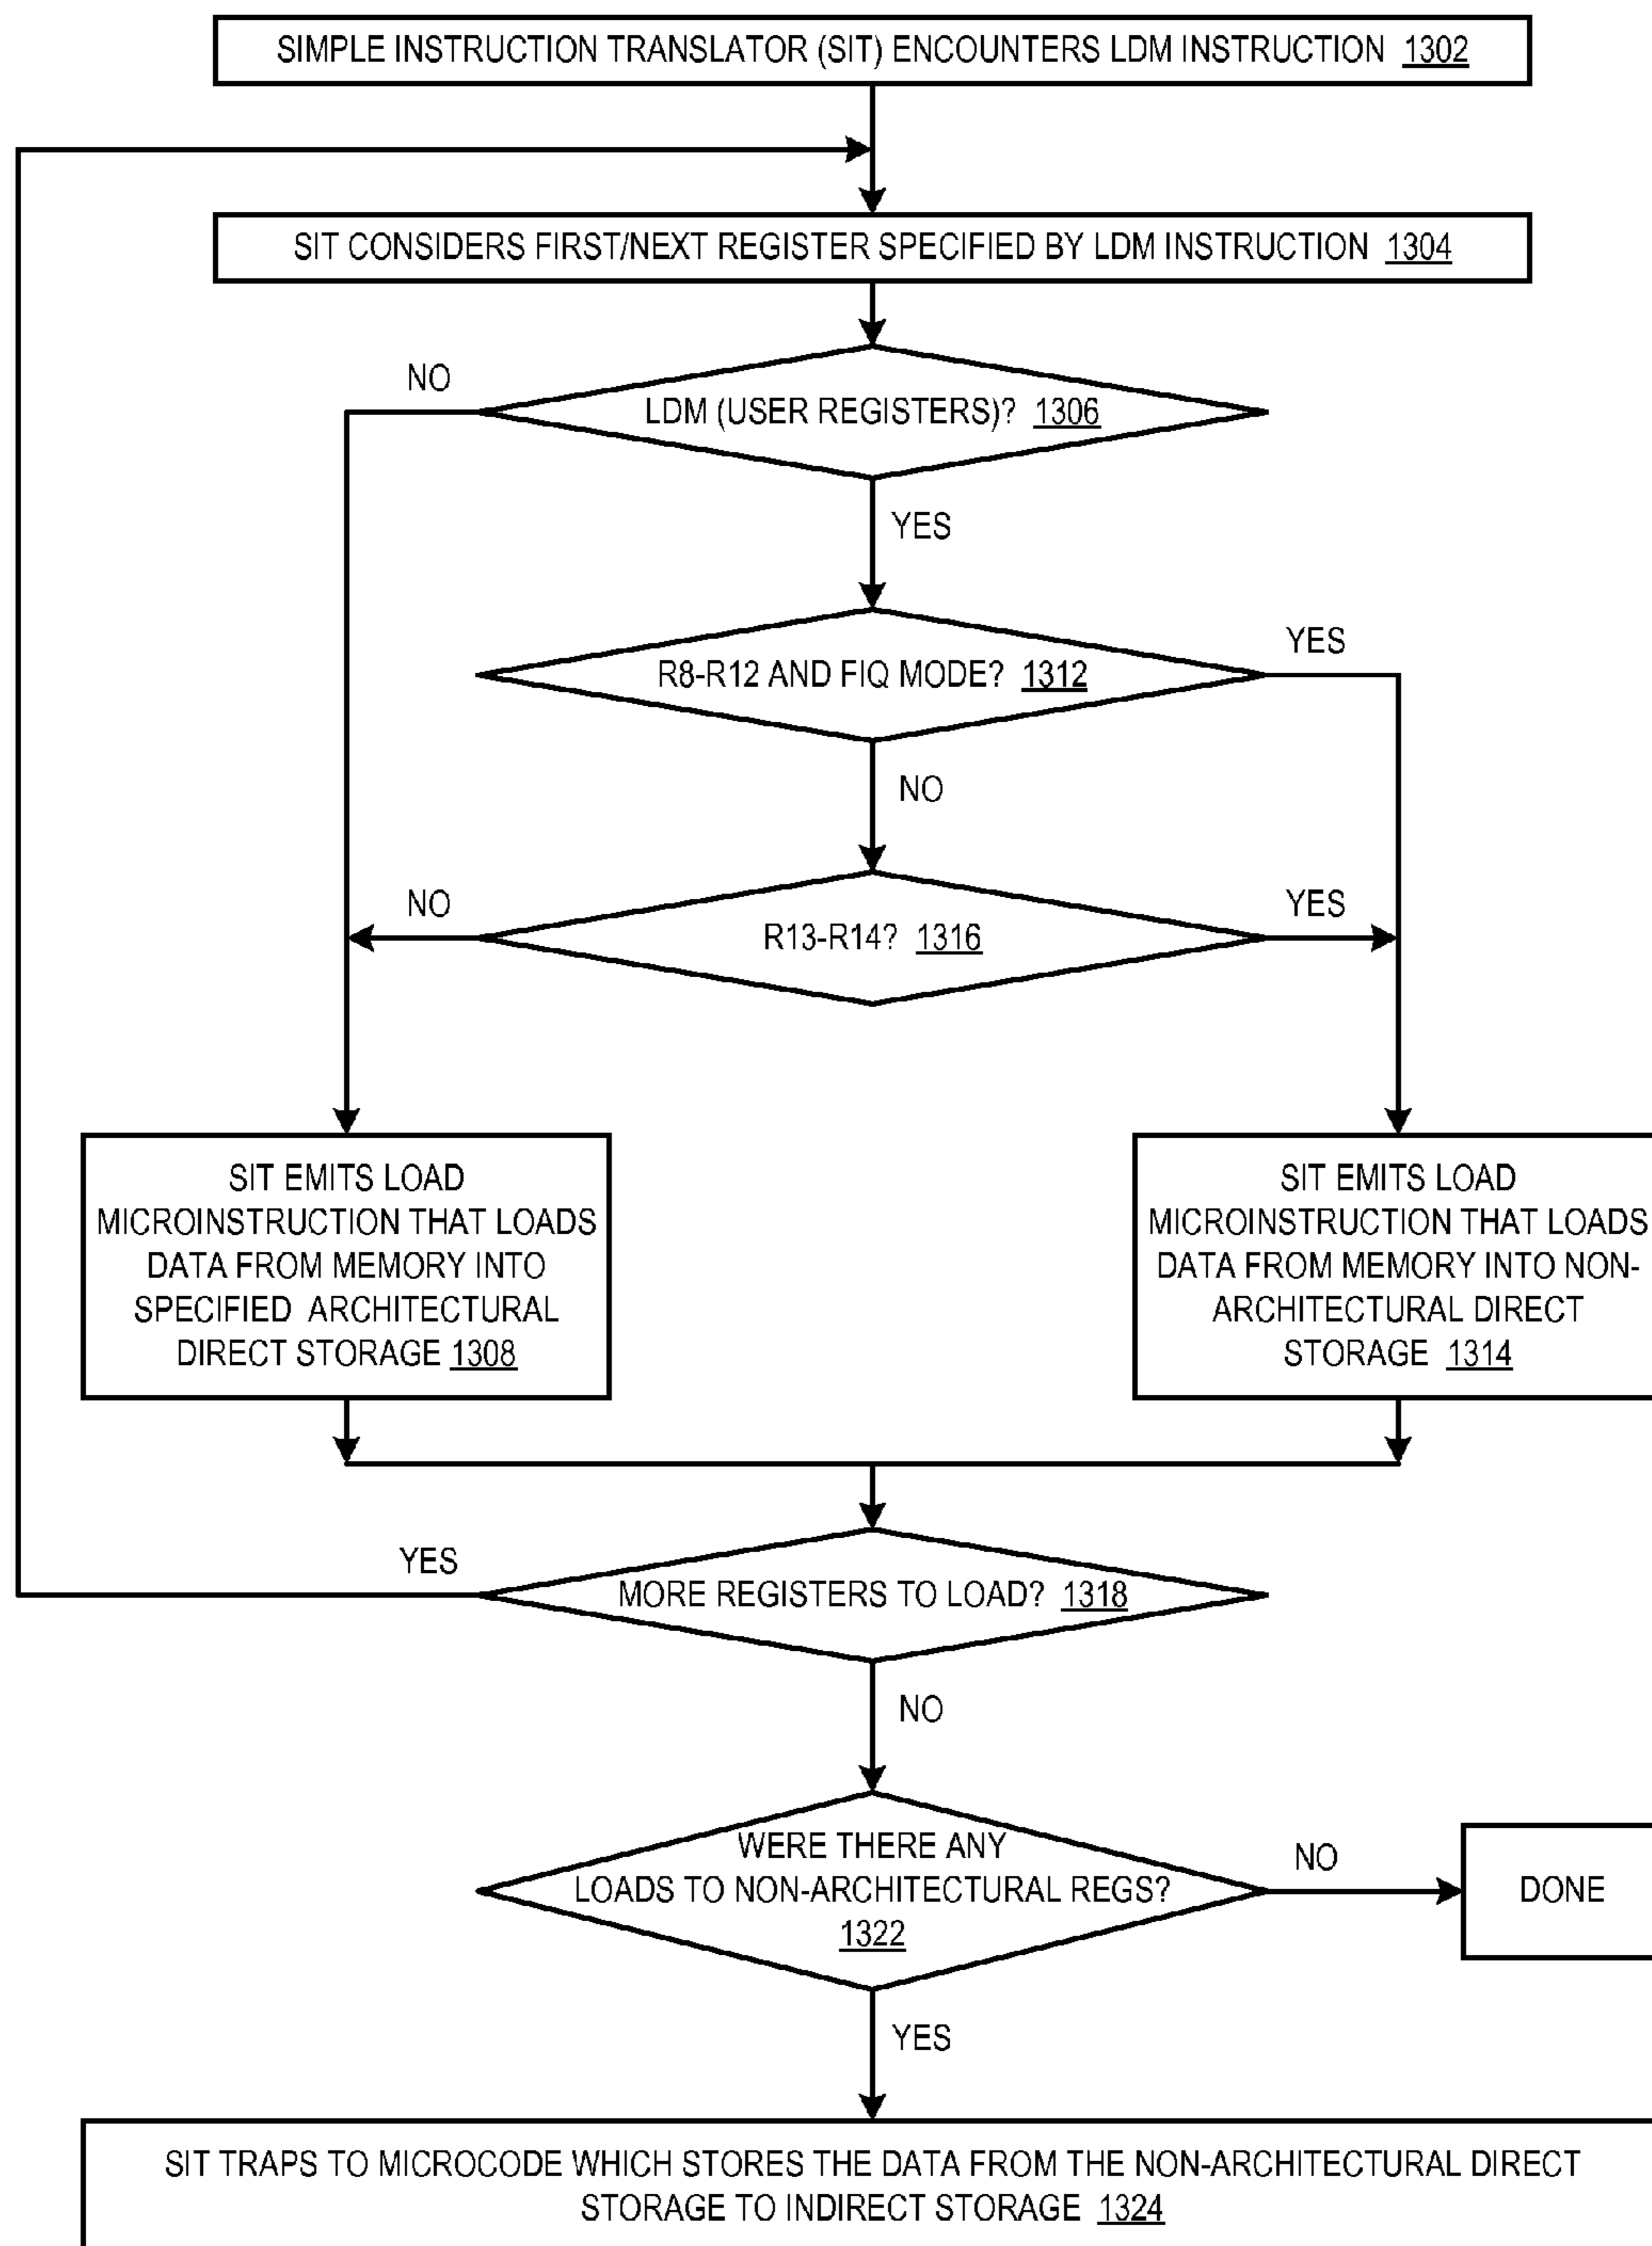 SIMPLE INSTRUCTION TRANSLATOR (SIT) ENCOUNTERS LDM INSTRUCTION 1302
SIT CONSIDERS FIRST/NEXT REGISTER SPECIFIED BY LDM INSTRUCTION 1304
NO
LDM (USER REGISTERS)? 1306
YES
YES
R8-R12 AND FIQ MODE? 1312
NO
NO
YES
R13-R14? 1316
SIT EMITS LOAD
MICROINSTRUCTION THAT LOADS
DATA FROM MEMORY INTO
SPECIFIED ARCHITECTURAL
DIRECT STORAGE 1308
SIT EMITS LOAD
MICROINSTRUCTION THAT LOADS
DATA FROM MEMORY INTO NON-
ARCHITECTURAL DIRECT
STORAGE 1314
YES
MORE REGISTERS TO LOAD? 1318
NO
WERE THERE ANY
LOADS TO NON-ARCHITECTURAL REGS?
1322
NO
DONE
YES
SIT TRAPS TO MICROCODE WHICH STORES THE DATA FROM THE NON-ARCHITECTURAL DIRECT
STORAGE TO INDIRECT STORAGE 1324